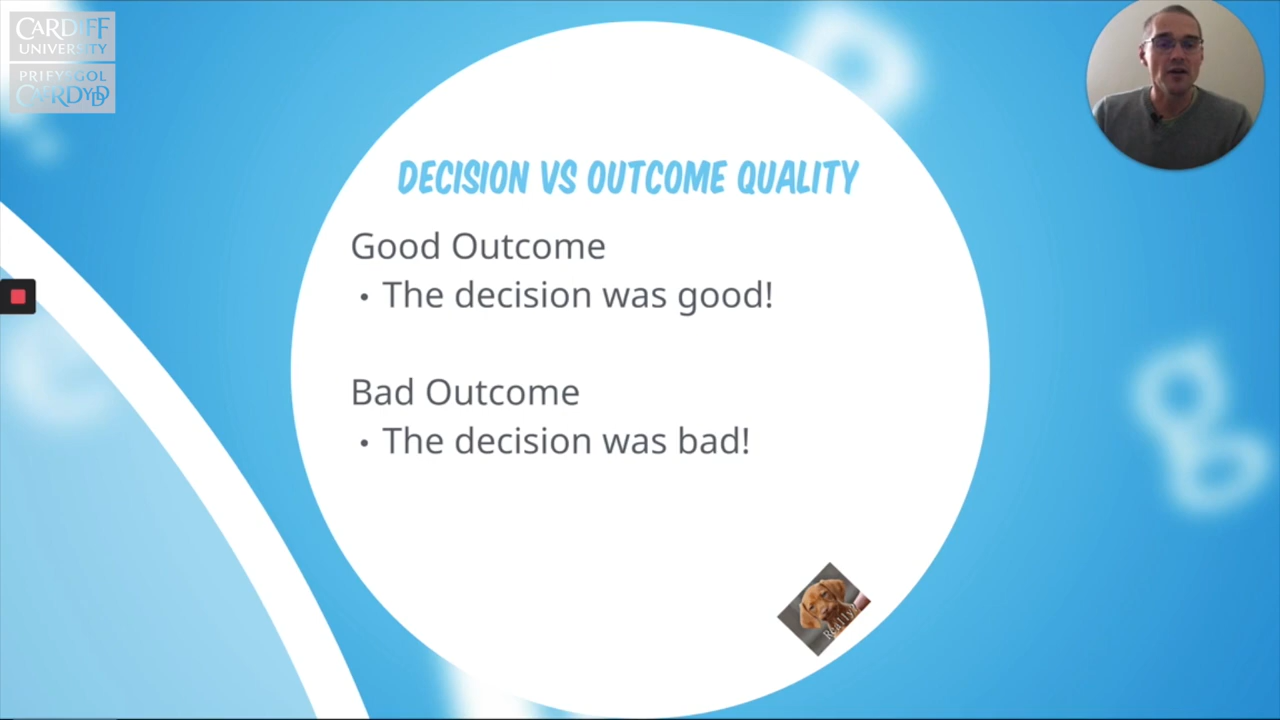 CARDIFF
UNIVERSITY
PRIFYSGOL
CAERDYDD
DECISION VS OUTCOME QUALITY
Good Outcome
• The decision was good!
Bad Outcome
• The decision was bad!
Really?